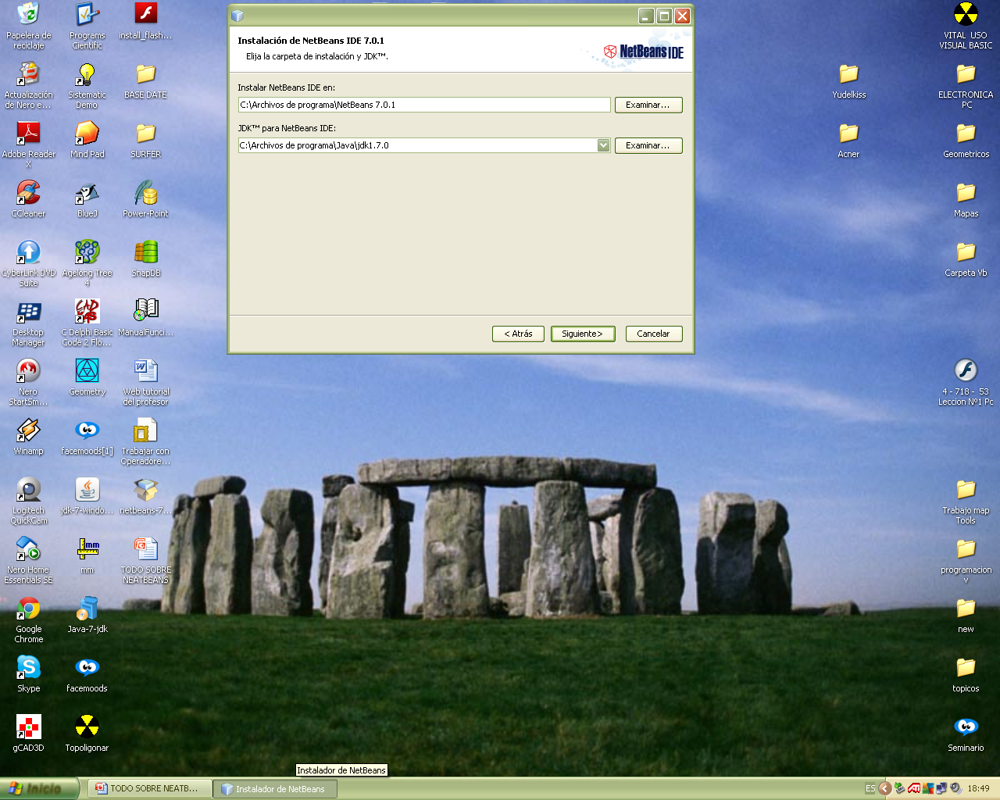 Instalación de NetBeans IDE 7.0.1
Elija la carpeta de instalación y JDK™.
NetBeans IDE
Instalar NetBeans IDE en:
C:\Archivos de programa\NetBeans 7.0.1
Examinar...
JDK™ para NetBeans IDE:
C:\Archivos de programa\Java\jdk1.7.0
Examinar...
< Atrás
Siguiente>
Cancelar
Papelera de
reciclaje
Programs
Cientific
install_flash...
Actualización
de Nero e...
Sistematic
Demo
BASE DATE
Adobe Reader
X
Mind Pad
SURFER
CCleaner
BlueJ
Power-Point
CyberLink DVD
Suite
Agelong Tree
4
SnapDB
Desktop
Manager
C Delphi Basic
Code 2 Flo...
ManualFunci...
Nero
StartSm...
Geometry
Web tutorial
del profesor
Winamp
facemoods[1]
Trabajar con
Operadore...
Logitech
QuickCam
jdk-7-windo...
netbeans-7...
Nero Home
Essentials SE
mm
mm
TODO SOBRE
NEATBEANS
Google
Chrome
Java-7-jdk
Skype
facemoods
gCAD3D
Topoligonar
VITAL USO
VISUAL BASIC
Yudelkiss
ELECTRONICA
PC
Acner
Geometricos
Mapas
Carpeta Vb
4 - 718 - 53
Leccion Nº1 Pc
Trabajo map
Tools
programacion
v
new
topicos
Seminario
Instalador de NetBeans
Inicio
TODO SOBRE NEATB...
Instalador de NetBeans
ES
18:49